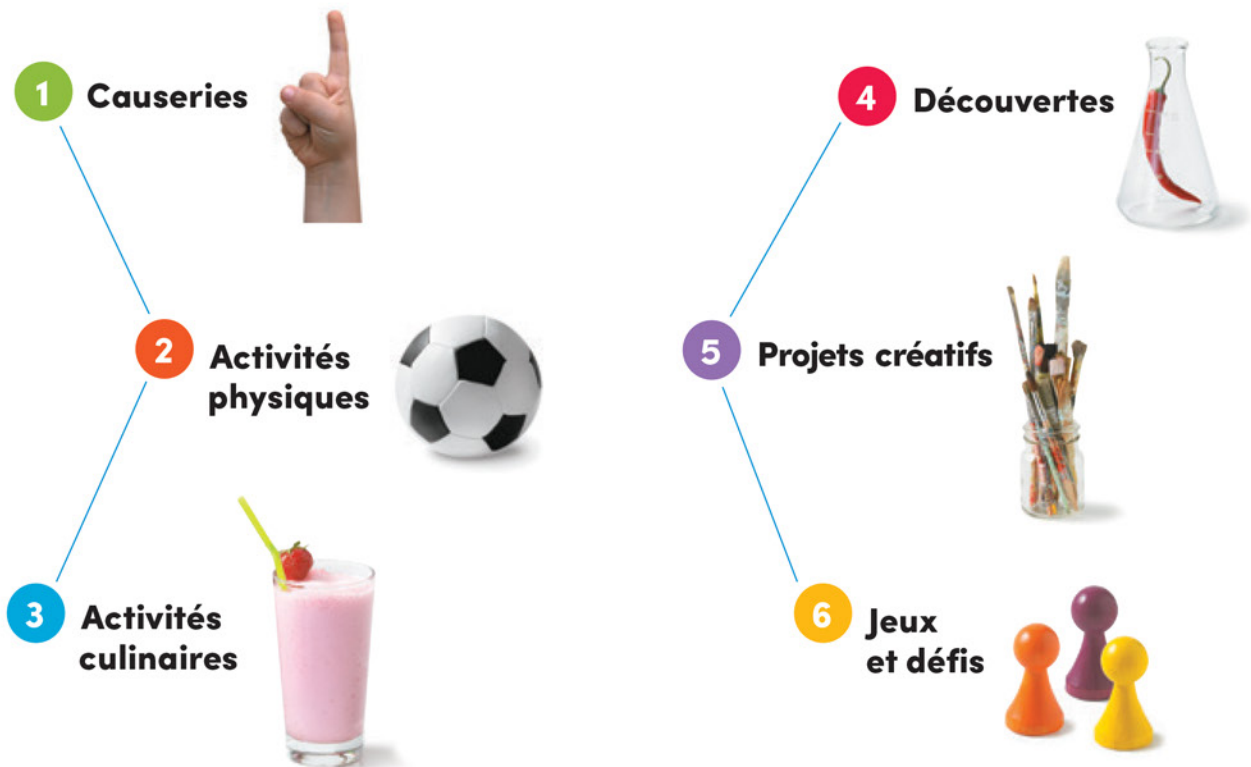 1 Causeries
2 Activités
physiques
3 Activités
culinaires
4 Découvertes
5 Projets créatifs
6 Jeux
et défis